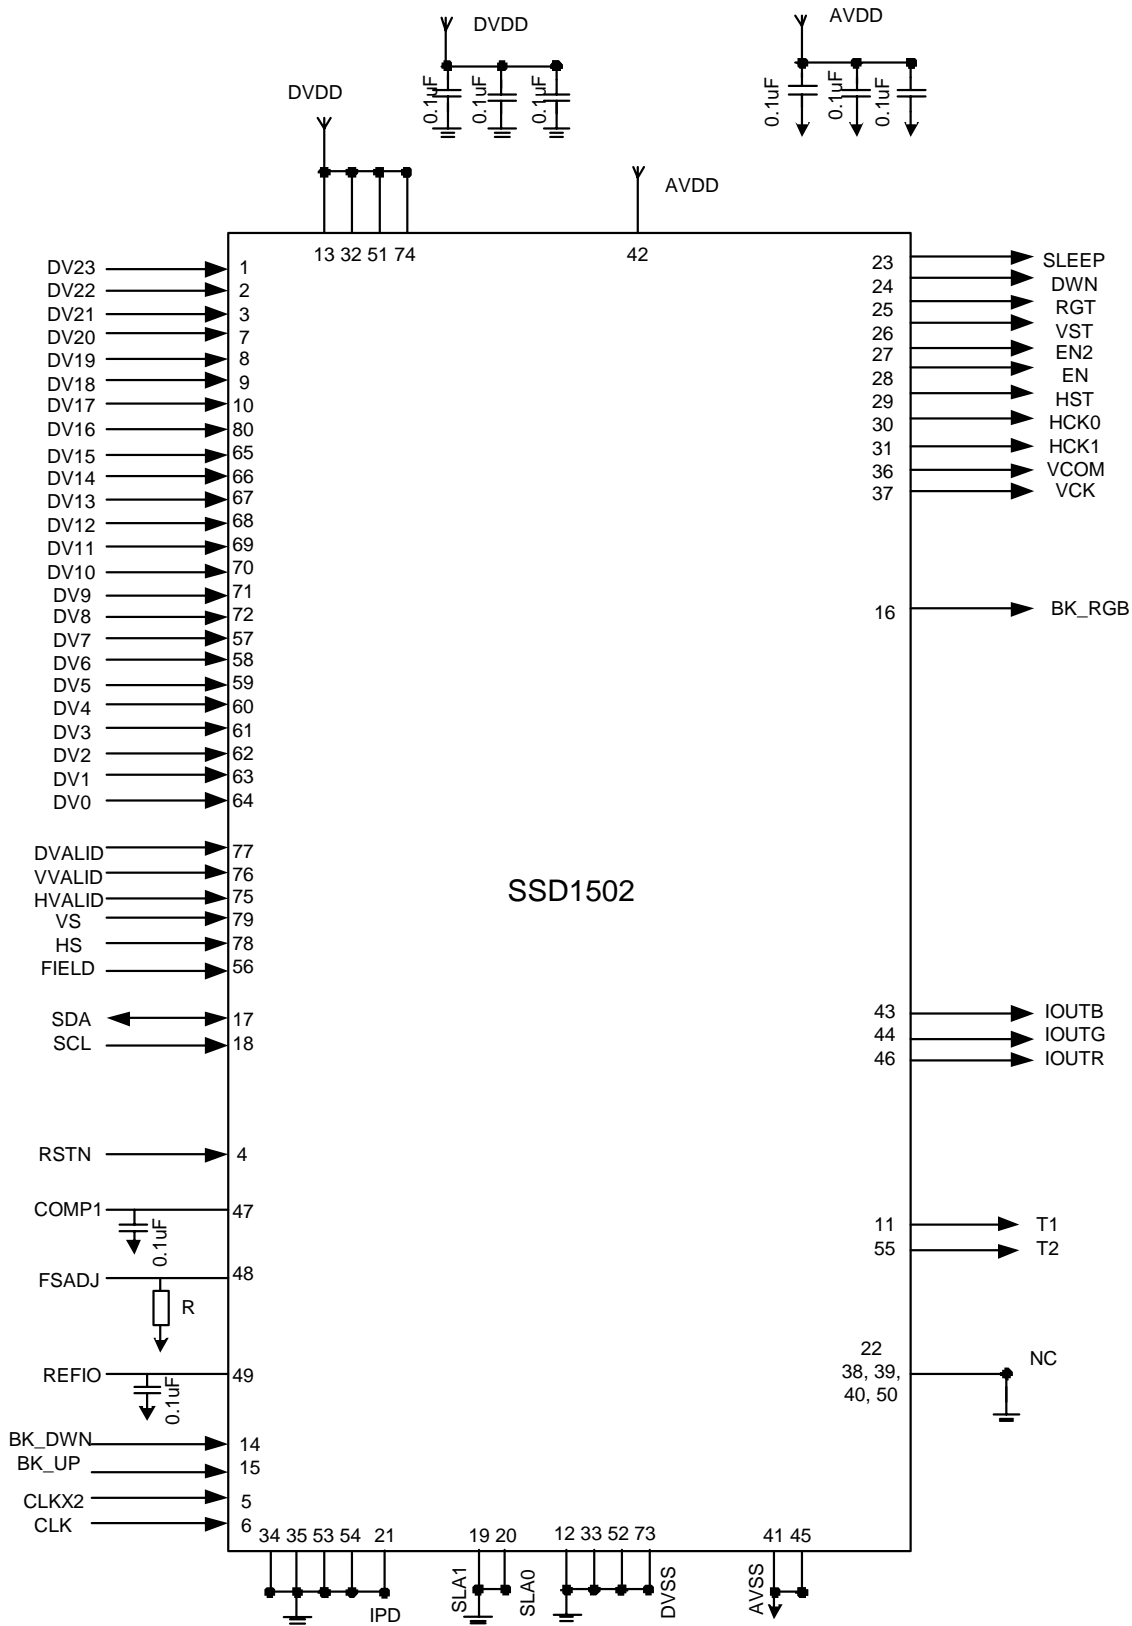 DVDD
AVDD
0.1uF
0.1uF
0.1uF
0.1uF
0.1uF
0.1uF
DVDD
AVDD
13 32 51 74
42
DV23 1
DV22 2
DV21 3
DV20 7
DV19 8
DV18 9
DV17 10
DV16 80
DV15 65
DV14 66
DV13 67
DV12 68
DV11 69
DV10 70
DV9 71
DV8 72
DV7 57
DV6 58
DV5 59
DV4 60
DV3 61
DV2 62
DV1 63
DV0 64
DVALID 77
VVALID 76
HVALID 75
VS 79
HS 78
FIELD 56
SDA 17
SCL 18
RSTN 4
COMP1 47
0.1uF
FSADJ 48
R
REFIO 49
0.1uF
BK_DWN 14
BK_UP 15
CLKX2 5
CLK 6
SSD1502
23 SLEEP
24 DWN
25 RGT
26 VST
27 EN2
28 EN
29 HST
30 HCK0
31 HCK1
36 VCOM
37 VCK
16 BK_RGB
43 IOUTB
44 IOUTG
46 IOUTR
11 T1
55 T2
22
38, 39,
40, 50
NC
34 35 53 54 21
IPD
19 20
SLA1
SLA0
12 33 52 73
DVSS
41 45
AVSS